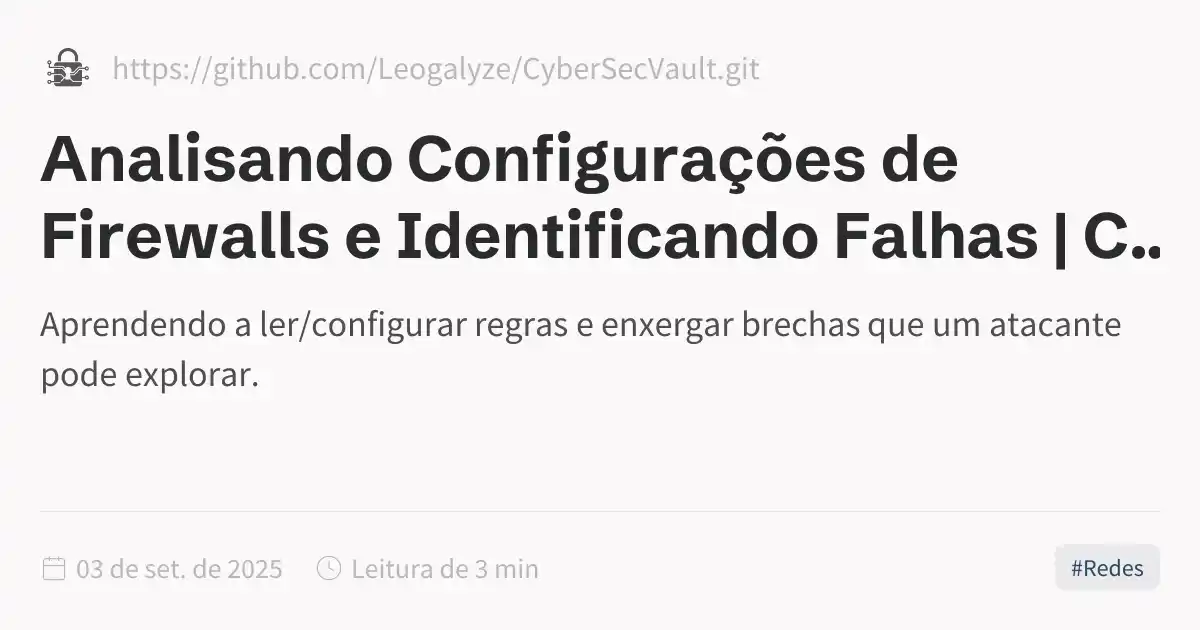 https://github.com/Leogalyze/CyberSecVault.git
Analisando Configurações de
Firewalls e Identificando Falhas | C..
Aprendendo a ler/configurar regras e enxergar brechas que um atacante
pode explorar.
03 de set. de 2025 Leitura de 3 min #Redes